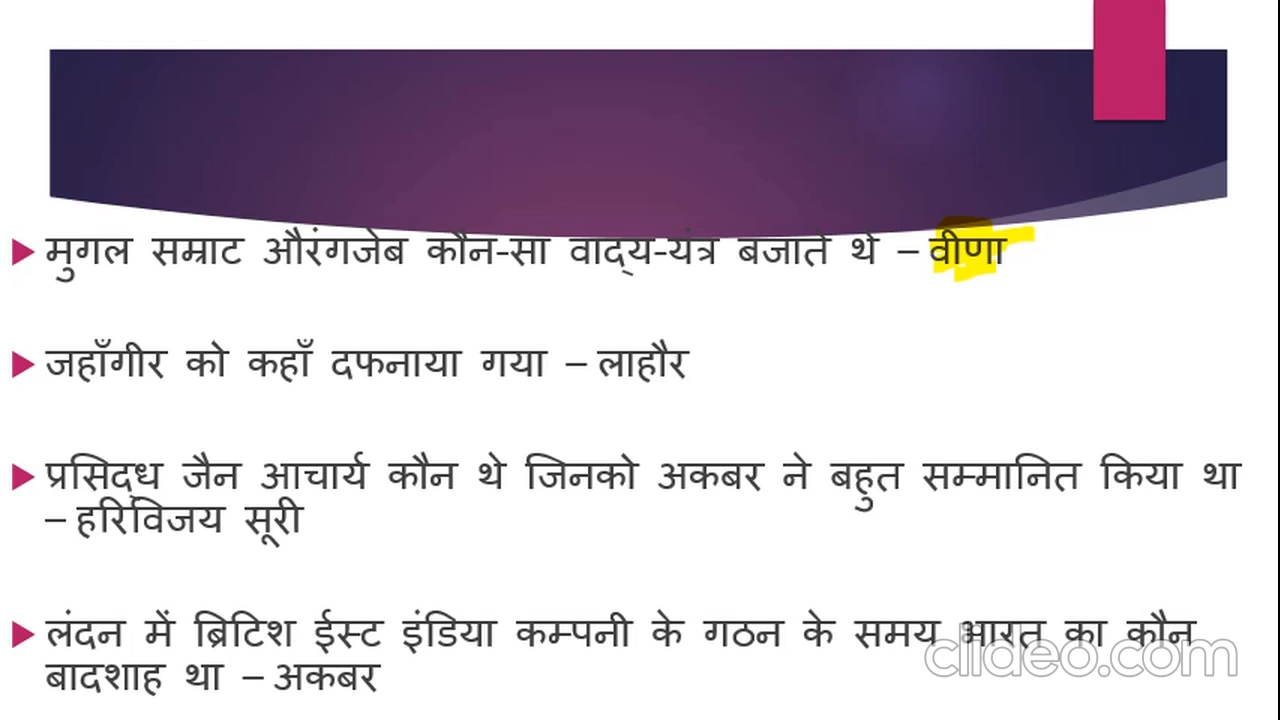 मुगल सम्राट औरंगजेब कौन-सा वाद्य-यंत्र बजाते थे – वीणा
जहाँगीर को कहाँ दफनाया गया – लाहौर
प्रसिद्ध जैन आचार्य कौन थे जिनको अकबर ने बहुत सम्मानित किया था
– हरिविजय सूरी
लंदन में ब्रिटिश ईस्ट इंडिया कम्पनी के गठन के समय भारत का कौन
बादशाह था – अकबर
clideo.com